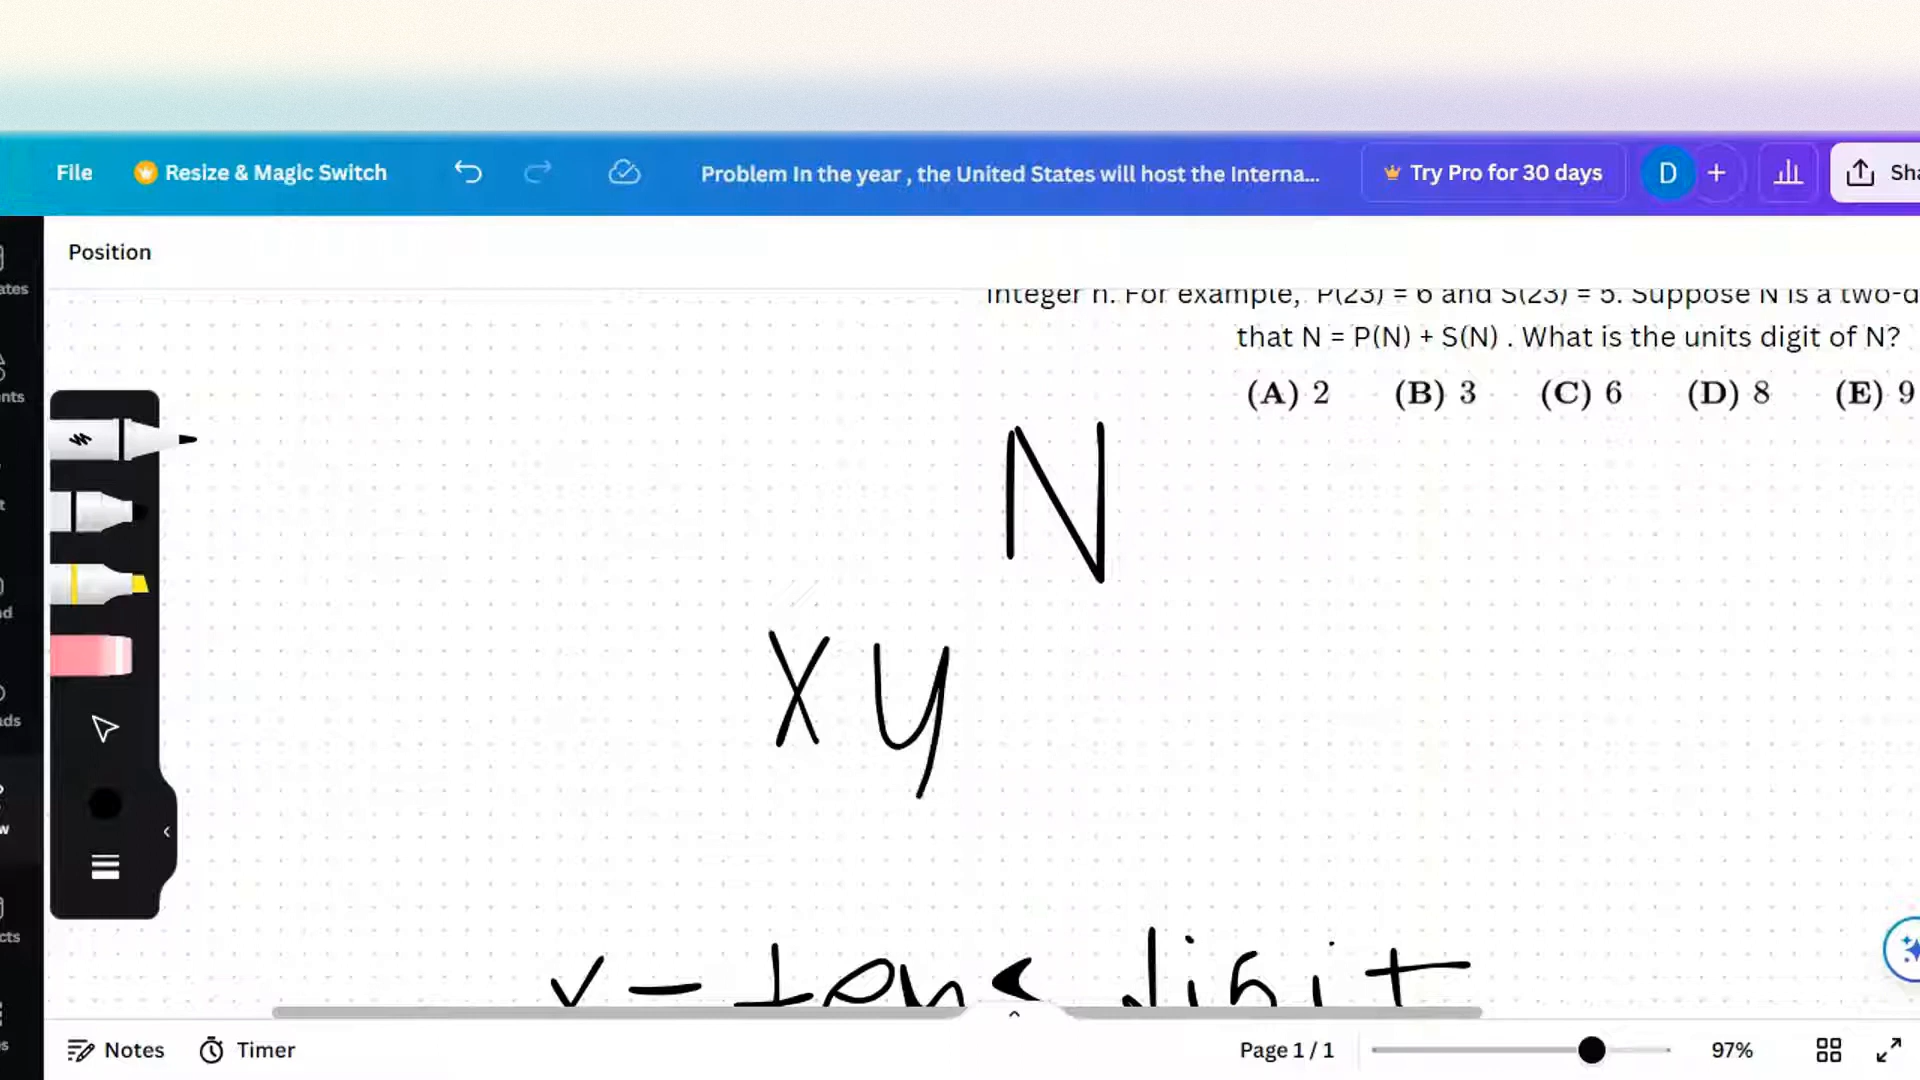 File Resize & Magic Switch Problem In the year , the United States will host the Interna... Try Pro for 30 days D +
Position
integer n. For example, P(23) = 6 and S(23) = 5. Suppose N is a two-d
that N = P(N) + S(N) . What is the units digit of N?
(A) 2 (B) 3 (C) 6 (D) 8 (E) 9
N
x y
x - tens digit
Notes Timer Page 1 / 1 97%